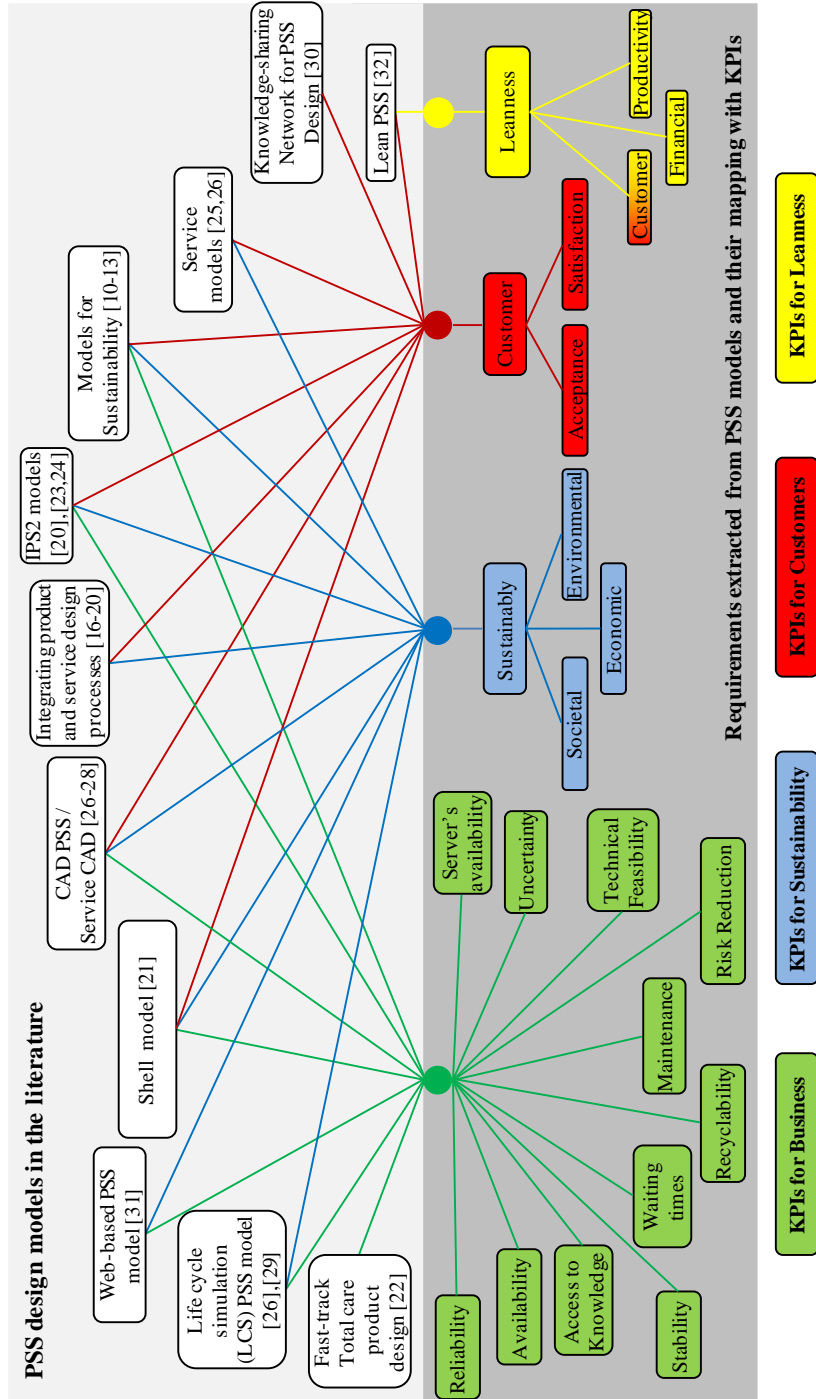 PSS design models in the literature
Fast-track
Total care
product
design [22]
Life cycle
simulation
(LCS) PSS model
[26],[29]
Web-based PSS
model [31]
Shell model [21]
CAD PSS /
Service CAD [26-28]
Integrating product
and service design
processes [16-20]
IPS2 models
[20],[23,24]
Models for
Sustainability [10-13]
Service
models [25,26]
Knowledge-sharing
Network for PSS
Design [30]
Lean PSS [32]
Reliability
Availability
Access to
Knowledge
Stability
Waiting
times
Recyclability
Maintenance
Risk Reduction
Technical
Feasibility
Uncertainty
Server's
availability
Sustainably
Societal
Economic
Environmental
Customer
Acceptance
Satisfaction
Leanness
Customer
Financial
Productivity
Requirements extracted from PSS models and their mapping with KPIs
KPIs for Business
KPIs for Sustainability
KPIs for Customers
KPIs for Leanness